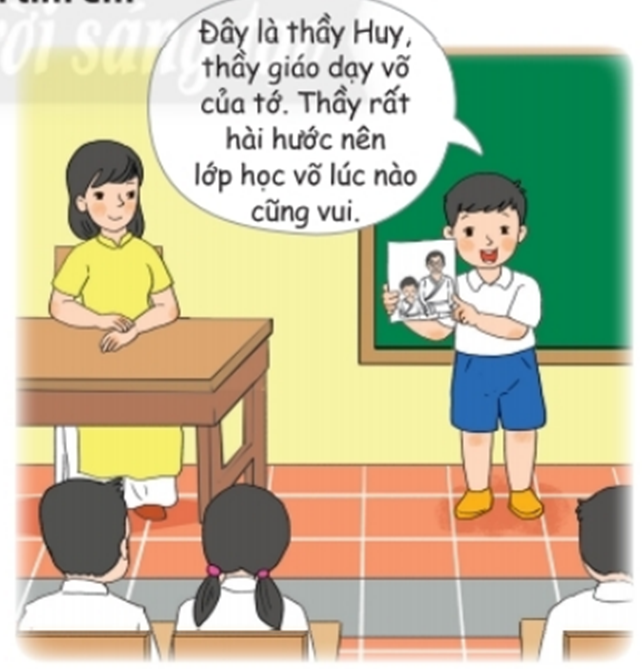 Đây là thầy Huy,
thầy giáo dạy võ
của tớ. Thầy rất
hài hước nên
lớp học võ lúc nào
cũng vui.